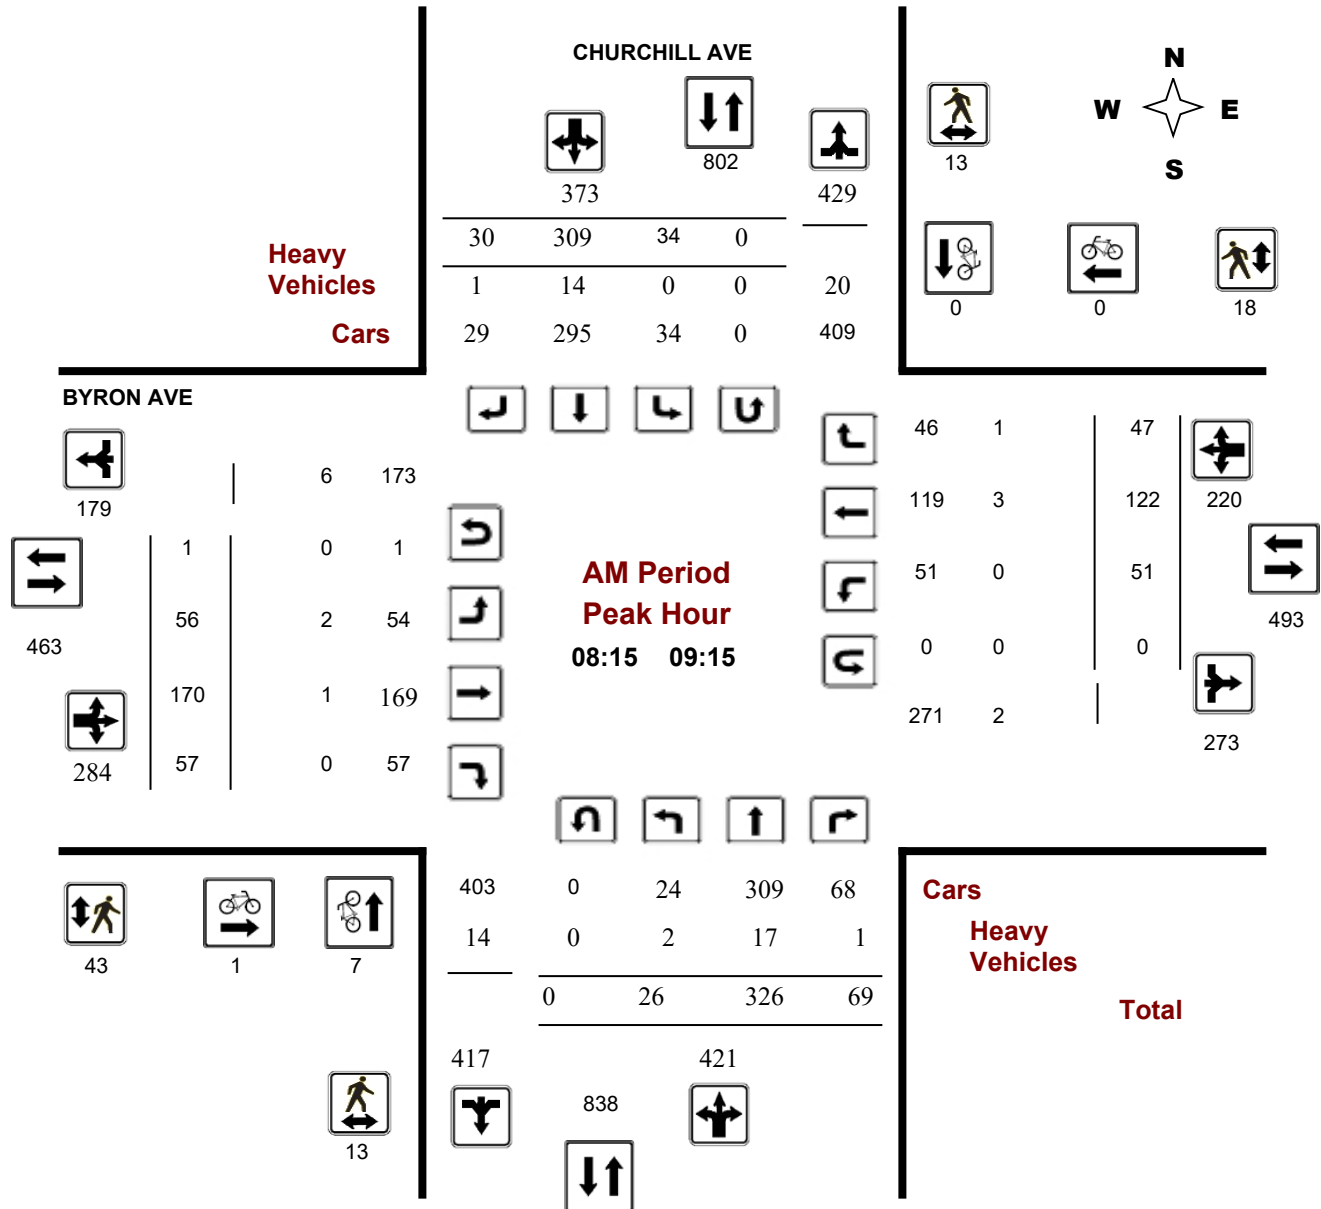 CHURCHILL AVE
N
W E
S
802
13
373 429
30 309 34 0
Heavy
Vehicles
1 14 0 0 20
0 0 18
Cars
29 295 34 0 409
BYRON AVE
46 1 47
6 173
179
119 3 122 220
1 0 1
AM Period
51 0 51
Peak Hour
56 2 54
493
463
08:15 09:15
0 0 0
170 1 169
271 2
273
284 57 0 57
403 0 24 309 68
Cars
14 0 2 17 1
Heavy
Vehicles
43 1 7
0 26 326 69
Total
417 421
838
13